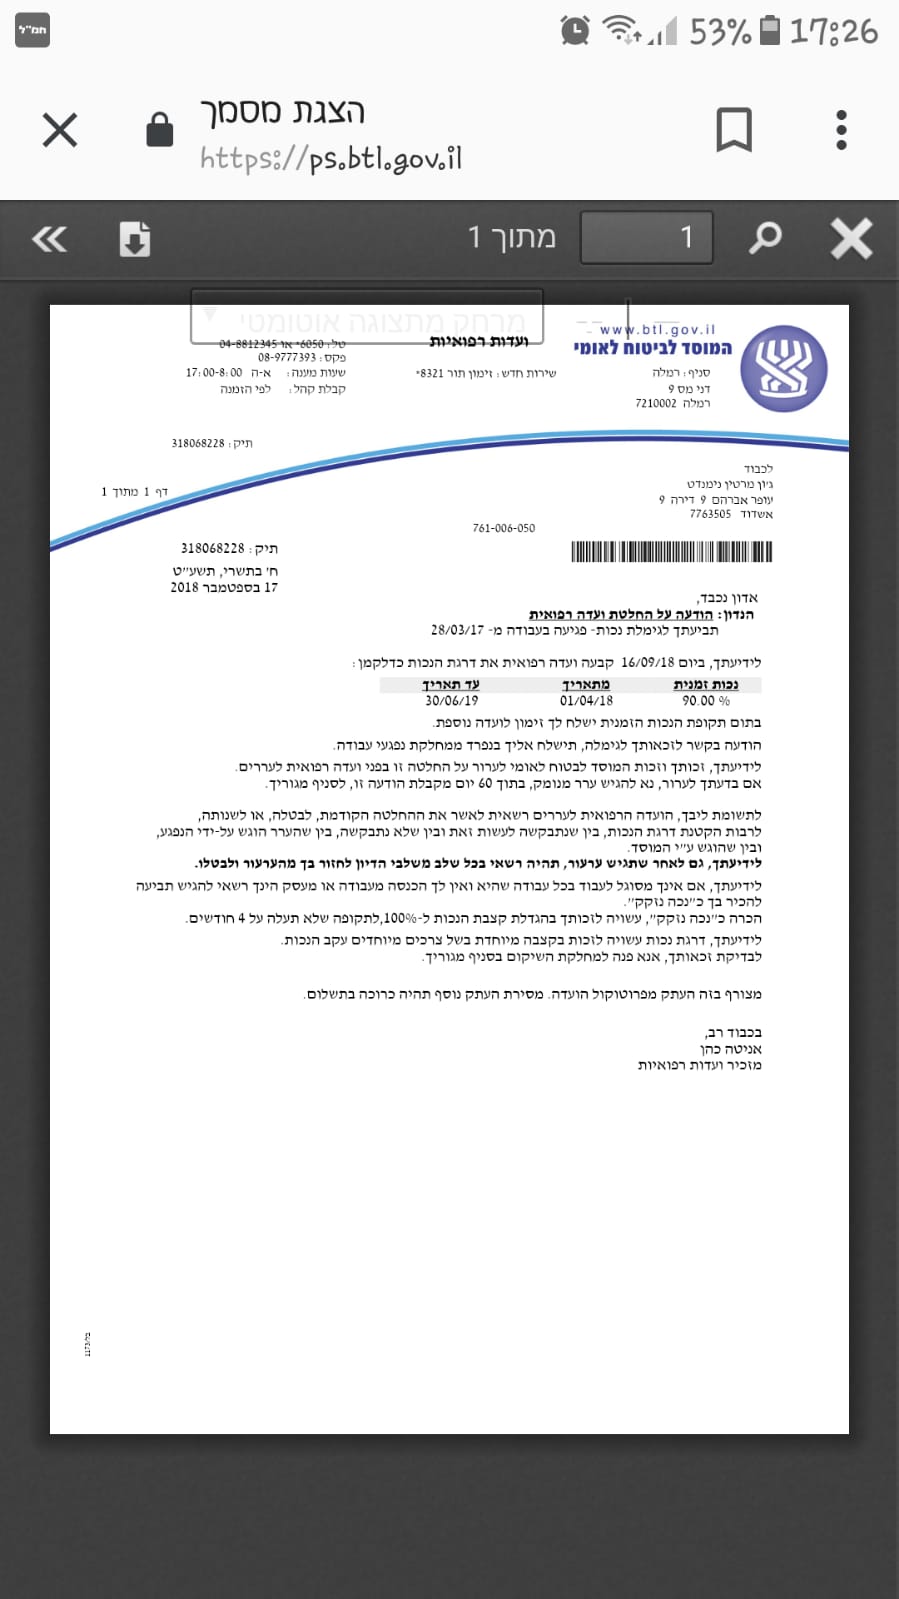 חמ"ל
53% 17:26
הצגת מסמך
https://ps.btl.gov.il
1 מתוך 1
מרחק מתצוגה אוטומטי
www.btl.gov.il
המוסד לביטוח לאומי
סניף: רמלה
דני מס 9
רמלה 7210002
ועדות רפואיות
שירות חדש: זימון תור 8321*
טל: 6050* או 04-8812345
פקס: 08-9777393
שעות מענה: א-ה 17:00-8:00
קבלת קהל: לפי הזמנה
תיק: 318068228
דף 1 מתוך 1
לכבוד
ג'ון מרטין נימנדט
עופר אברהם 9 דירה 9
אשדוד 7763505
761-006-050
תיק: 318068228
ח' בתשרי, תשע"ט
17 בספטמבר 2018
אדון נכבד,
הנדון: הודעה על החלטת ועדה רפואית
תביעתך לגימלת נכות- פגיעה בעבודה מ- 28/03/17
לידיעתך, ביום 16/09/18 קבעה ועדה רפואית את דרגת הנכות כדלקמן:
נכות זמנית מתאריך עד תאריך
90.00 % 01/04/18 30/06/19
בתום תקופת הנכות הזמנית ישלח לך זימון לועדה נוספת.
הודעה בקשר לזכאותך לגימלה, תישלח אליך בנפרד ממחלקת נפגעי עבודה.
לידיעתך, זכותך וזכות המוסד לבטוח לאומי לערור על החלטה זו בפני ועדה רפואית לעררים.
אם בדעתך לערור, נא להגיש ערר מנומק, בתוך 60 יום מקבלת הודעה זו, לסניף מגוריך.
לתשומת ליבך, הועדה הרפואית לעררים רשאית לאשר את ההחלטה הקודמת, לבטלה, או לשנותה,
לרבות הקטנת דרגת הנכות, בין שנתבקשה לעשות זאת ובין שלא נתבקשה, בין שהערר הוגש על-ידי הנפגע,
ובין שהוגש ע"י המוסד.
לידיעתך, גם לאחר שתגיש ערעור, תהיה רשאי בכל שלב משלבי הדיון לחזור בך מהערעור ולבטלו.
לידיעתך, אם אינך מסוגל לעבוד בכל עבודה שהיא ואין לך הכנסה מעבודה או מעסק הינך רשאי להגיש תביעה
להכיר בך כ"נכה נזקק".
הכרה כ"נכה נזקק", עשויה לזכותך בהגדלת קצבת הנכות ל-100%,לתקופה שלא תעלה על 4 חודשים.
לידיעתך, דרגת נכות עשויה לזכות בקצבה מיוחדת בשל צרכים מיוחדים עקב הנכות.
לבדיקת זכאותך, אנא פנה למחלקת השיקום בסניף מגוריך.
מצורף בזה העתק מפרוטוקול הועדה. מסירת העתק נוסף תהיה כרוכה בתשלום.
בכבוד רב,
אניטה כהן
מזכיר ועדות רפואיות
בל/1173